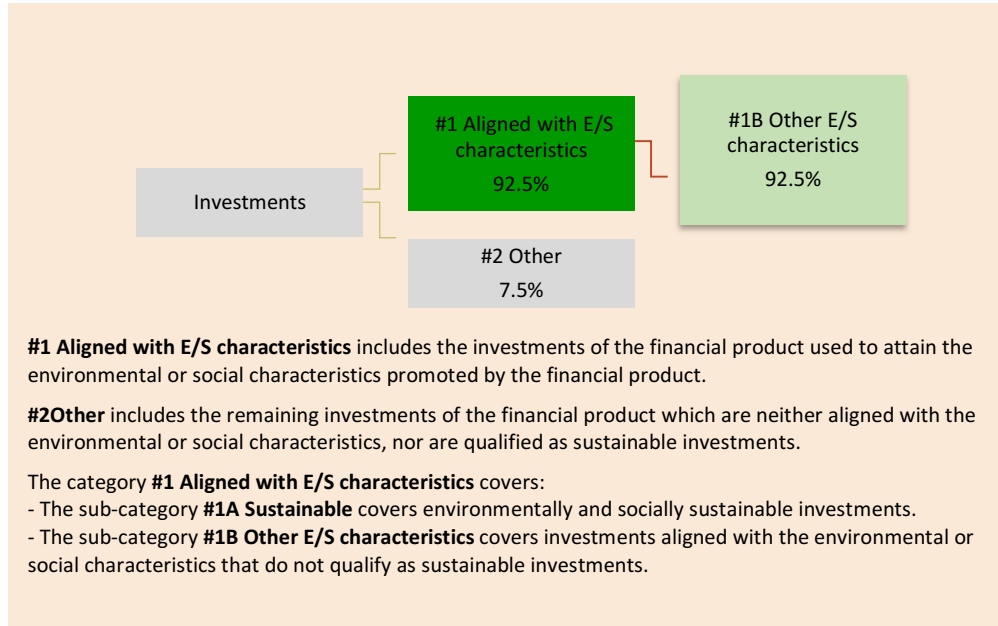 #1 Aligned with E/S
characteristics
92.5%
#1B Other E/S
characteristics
92.5%
Investments
#2 Other
7.5%
#1 Aligned with E/S characteristics includes the investments of the financial product used to attain the
environmental or social characteristics promoted by the financial product.
#2Other includes the remaining investments of the financial product which are neither aligned with the
environmental or social characteristics, nor are qualified as sustainable investments.
The category #1 Aligned with E/S characteristics covers:
- The sub-category #1A Sustainable covers environmentally and socially sustainable investments.
- The sub-category #1B Other E/S characteristics covers investments aligned with the environmental or
social characteristics that do not qualify as sustainable investments.